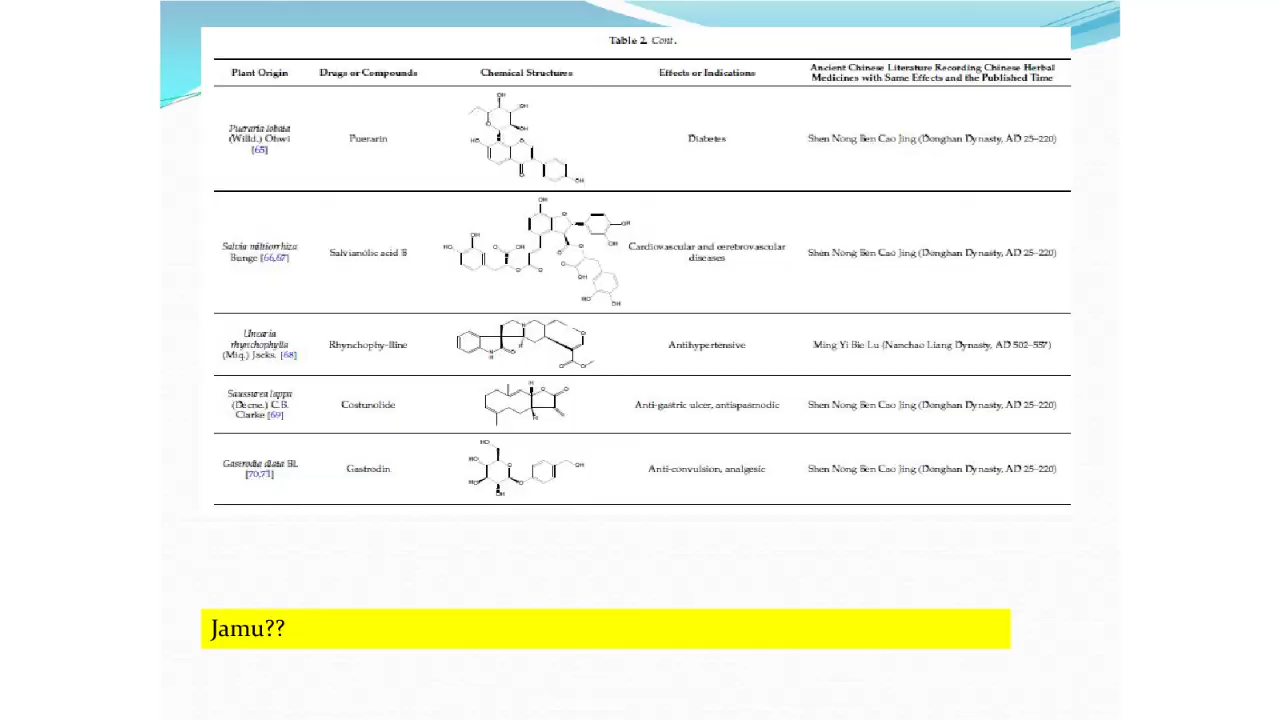 Table 2. Cont.
Plant Origin Drugs or Compounds Chemical Structures Effects or Indications Ancient Chinese Literature Recording Chinese Herbal
Medicines with Same Effects and the Published Time
Pueraria lobata
(Willd.) Ohwi
[65]
Puerarin
Diabetes
Shen Nong Ben Cao Jing (Donghan Dynasty, AD 25–220)
Salvia miltiorrhiza
Bunge [66,67]
Salvianolic acid B
Cardiovascular and cerebrovascular
diseases
Shen Nong Ben Cao Jing (Donghan Dynasty, AD 25–220)
Uncaria
rhynchophylla
(Miq.) Jacks. [68]
Rhynchophy-lline
Antihypertensive
Ming Yi Bie Lu (Nanchao Liang Dynasty, AD 502–557)
Saussurea lappa
(Decne.) C.B.
Clarke [69]
Costunolide
Anti-gastric ulcer, antispasmodic
Shen Nong Ben Cao Jing (Donghan Dynasty, AD 25–220)
Gastrodia elata BL
[70,71]
Gastrodin
Anti-convulsion, analgesic
Shen Nong Ben Cao Jing (Donghan Dynasty, AD 25–220)
Jamu??